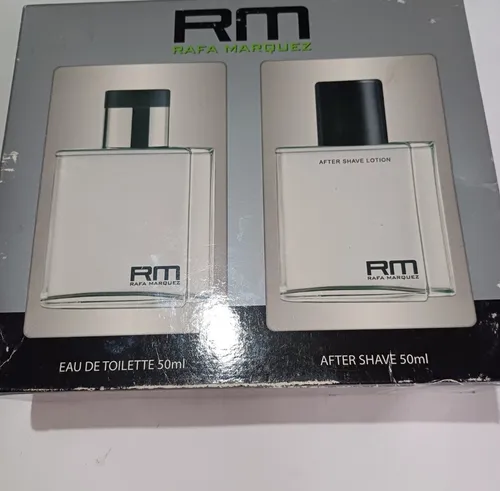 RM
RAFA MARQUEZ
RM
RAFA MARQUEZ
EAU DE TOILETTE 50ml
AFTER SHAVE LOTION
RM
RAFA MARQUEZ
AFTER SHAVE 50ml